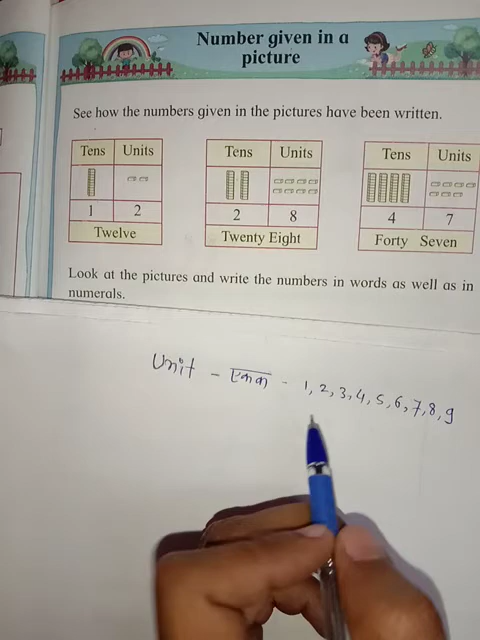 Number given in a
picture
See how the numbers given in the pictures have been written.
Tens Units
1 2
Twelve
Tens Units
2 8
Twenty Eight
Tens Units
4 7
Forty Seven
Look at the pictures and write the numbers in words as well as in
numerals.
Unit - एकक - 1, 2, 3, 4, 5, 6, 7, 8, 9